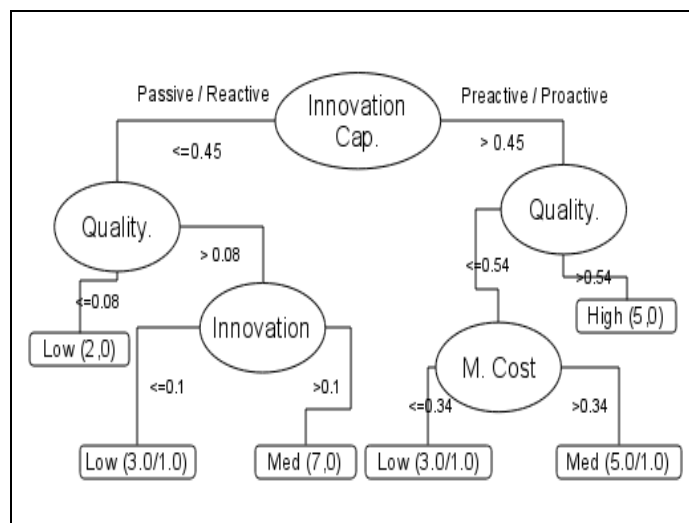 Passive / Reactive
Innovation
Cap.
Preactive / Proactive
<=0.45
> 0.45
Quality.
Quality.
> 0.08
<=0.54
<=0.08
>0.54
Low (2,0)
Innovation
High (5,0)
M. Cost
<=0.1
>0.1
<=0.34
>0.34
Low (3.0/1.0)
Med (7,0)
Low (3.0/1.0)
Med (5.0/1.0)